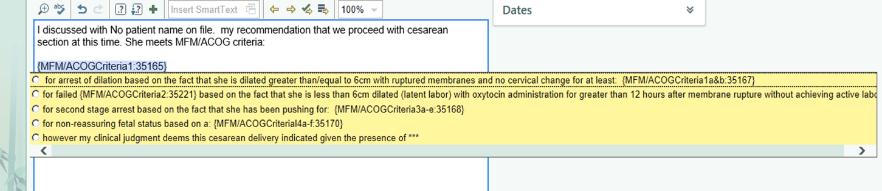 Insert SmartText
100%
Dates
I discussed with No patient name on file. my recommendation that we proceed with cesarean
section at this time. She meets MFM/ACOG criteria:
{MFM/ACOGCriteria1:35165}
for arrest of dilation based on the fact that she is dilated greater than/equal to 6cm with ruptured membranes and no cervical change for at least: {MFM/ACOGCriteria1a&b:35167}
for failed {MFM/ACOGCriteria2:35221} based on the fact that she is less than 6cm dilated (latent labor) with oxytocin administration for greater than 12 hours after membrane rupture without achieving active labo
for second stage arrest based on the fact that she has been pushing for: {MFM/ACOGCriteria3a-e:35168}
for non-reassuring fetal status based on a: {MFM/ACOGCriterial4a-f:35170}
however my clinical judgment deems this cesarean delivery indicated given the presence of ***